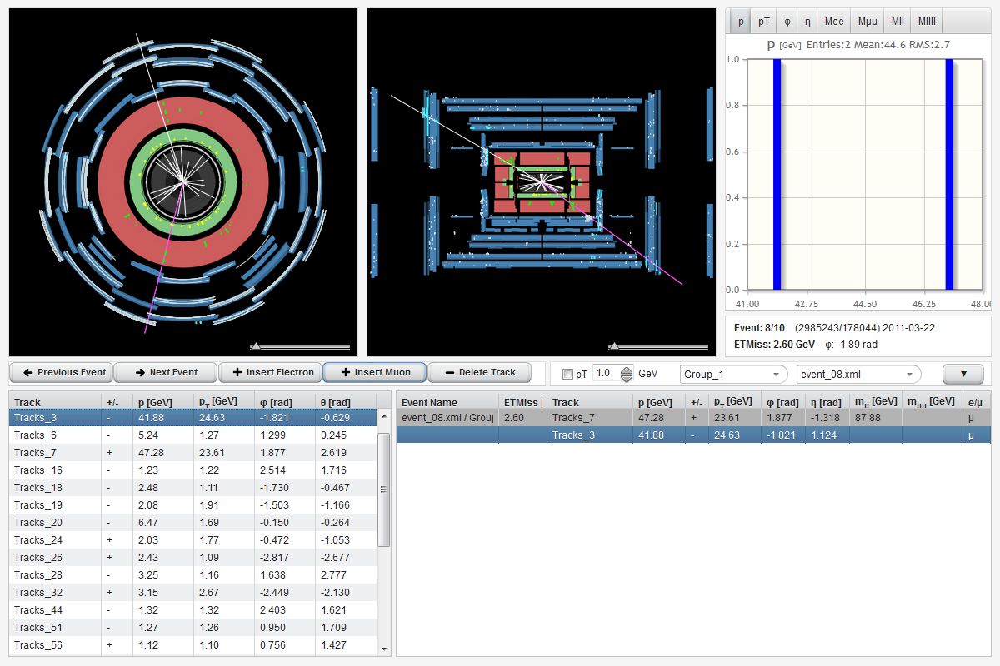 p pT φ η Mee Mμμ Mll Mllll
p [GeV] Entries:2 Mean:44.6 RMS:2.7
1.0
0.8
0.6
0.4
0.2
0.0
41.00 42.75 44.50 46.25 48.00
Event: 8/10 (2985243/178044) 2011-03-22
ETMiss: 2.60 GeV φ: -1.89 rad
Previous Event Next Event Insert Electron Insert Muon Delete Track pT 1.0 GeV Group_1 event_08.xml
Track +/- p [GeV] pT [GeV] φ [rad] θ [rad]
Tracks_3 - 41.88 24.63 -1.821 -0.629
Tracks_6 - 5.24 1.27 1.299 0.245
Tracks_7 + 47.28 23.61 1.877 2.619
Tracks_16 - 1.23 1.22 2.514 1.716
Tracks_18 - 2.48 1.11 -1.730 -0.467
Tracks_19 - 2.08 1.91 -1.503 -1.166
Tracks_20 - 6.47 1.69 -0.150 -0.264
Tracks_24 + 2.03 1.77 -0.472 -1.053
Tracks_26 + 2.43 1.09 -2.817 -2.677
Tracks_28 - 3.25 1.16 1.638 2.777
Tracks_32 + 3.15 2.67 -2.449 -2.130
Tracks_44 - 1.32 1.32 2.403 1.621
Tracks_51 - 1.27 1.26 0.950 1.709
Tracks_56 + 1.12 1.10 0.756 1.427
Event Name ETMiss [ Track p [GeV] +/- pT [GeV] φ [rad] η [rad] mll [GeV] mllll [GeV] e/μ
event_08.xml / Grou 2.60 Tracks_7 47.28 + 23.61 1.877 -1.318 87.88 μ
Tracks_3 41.88 - 24.63 -1.821 1.124 μ